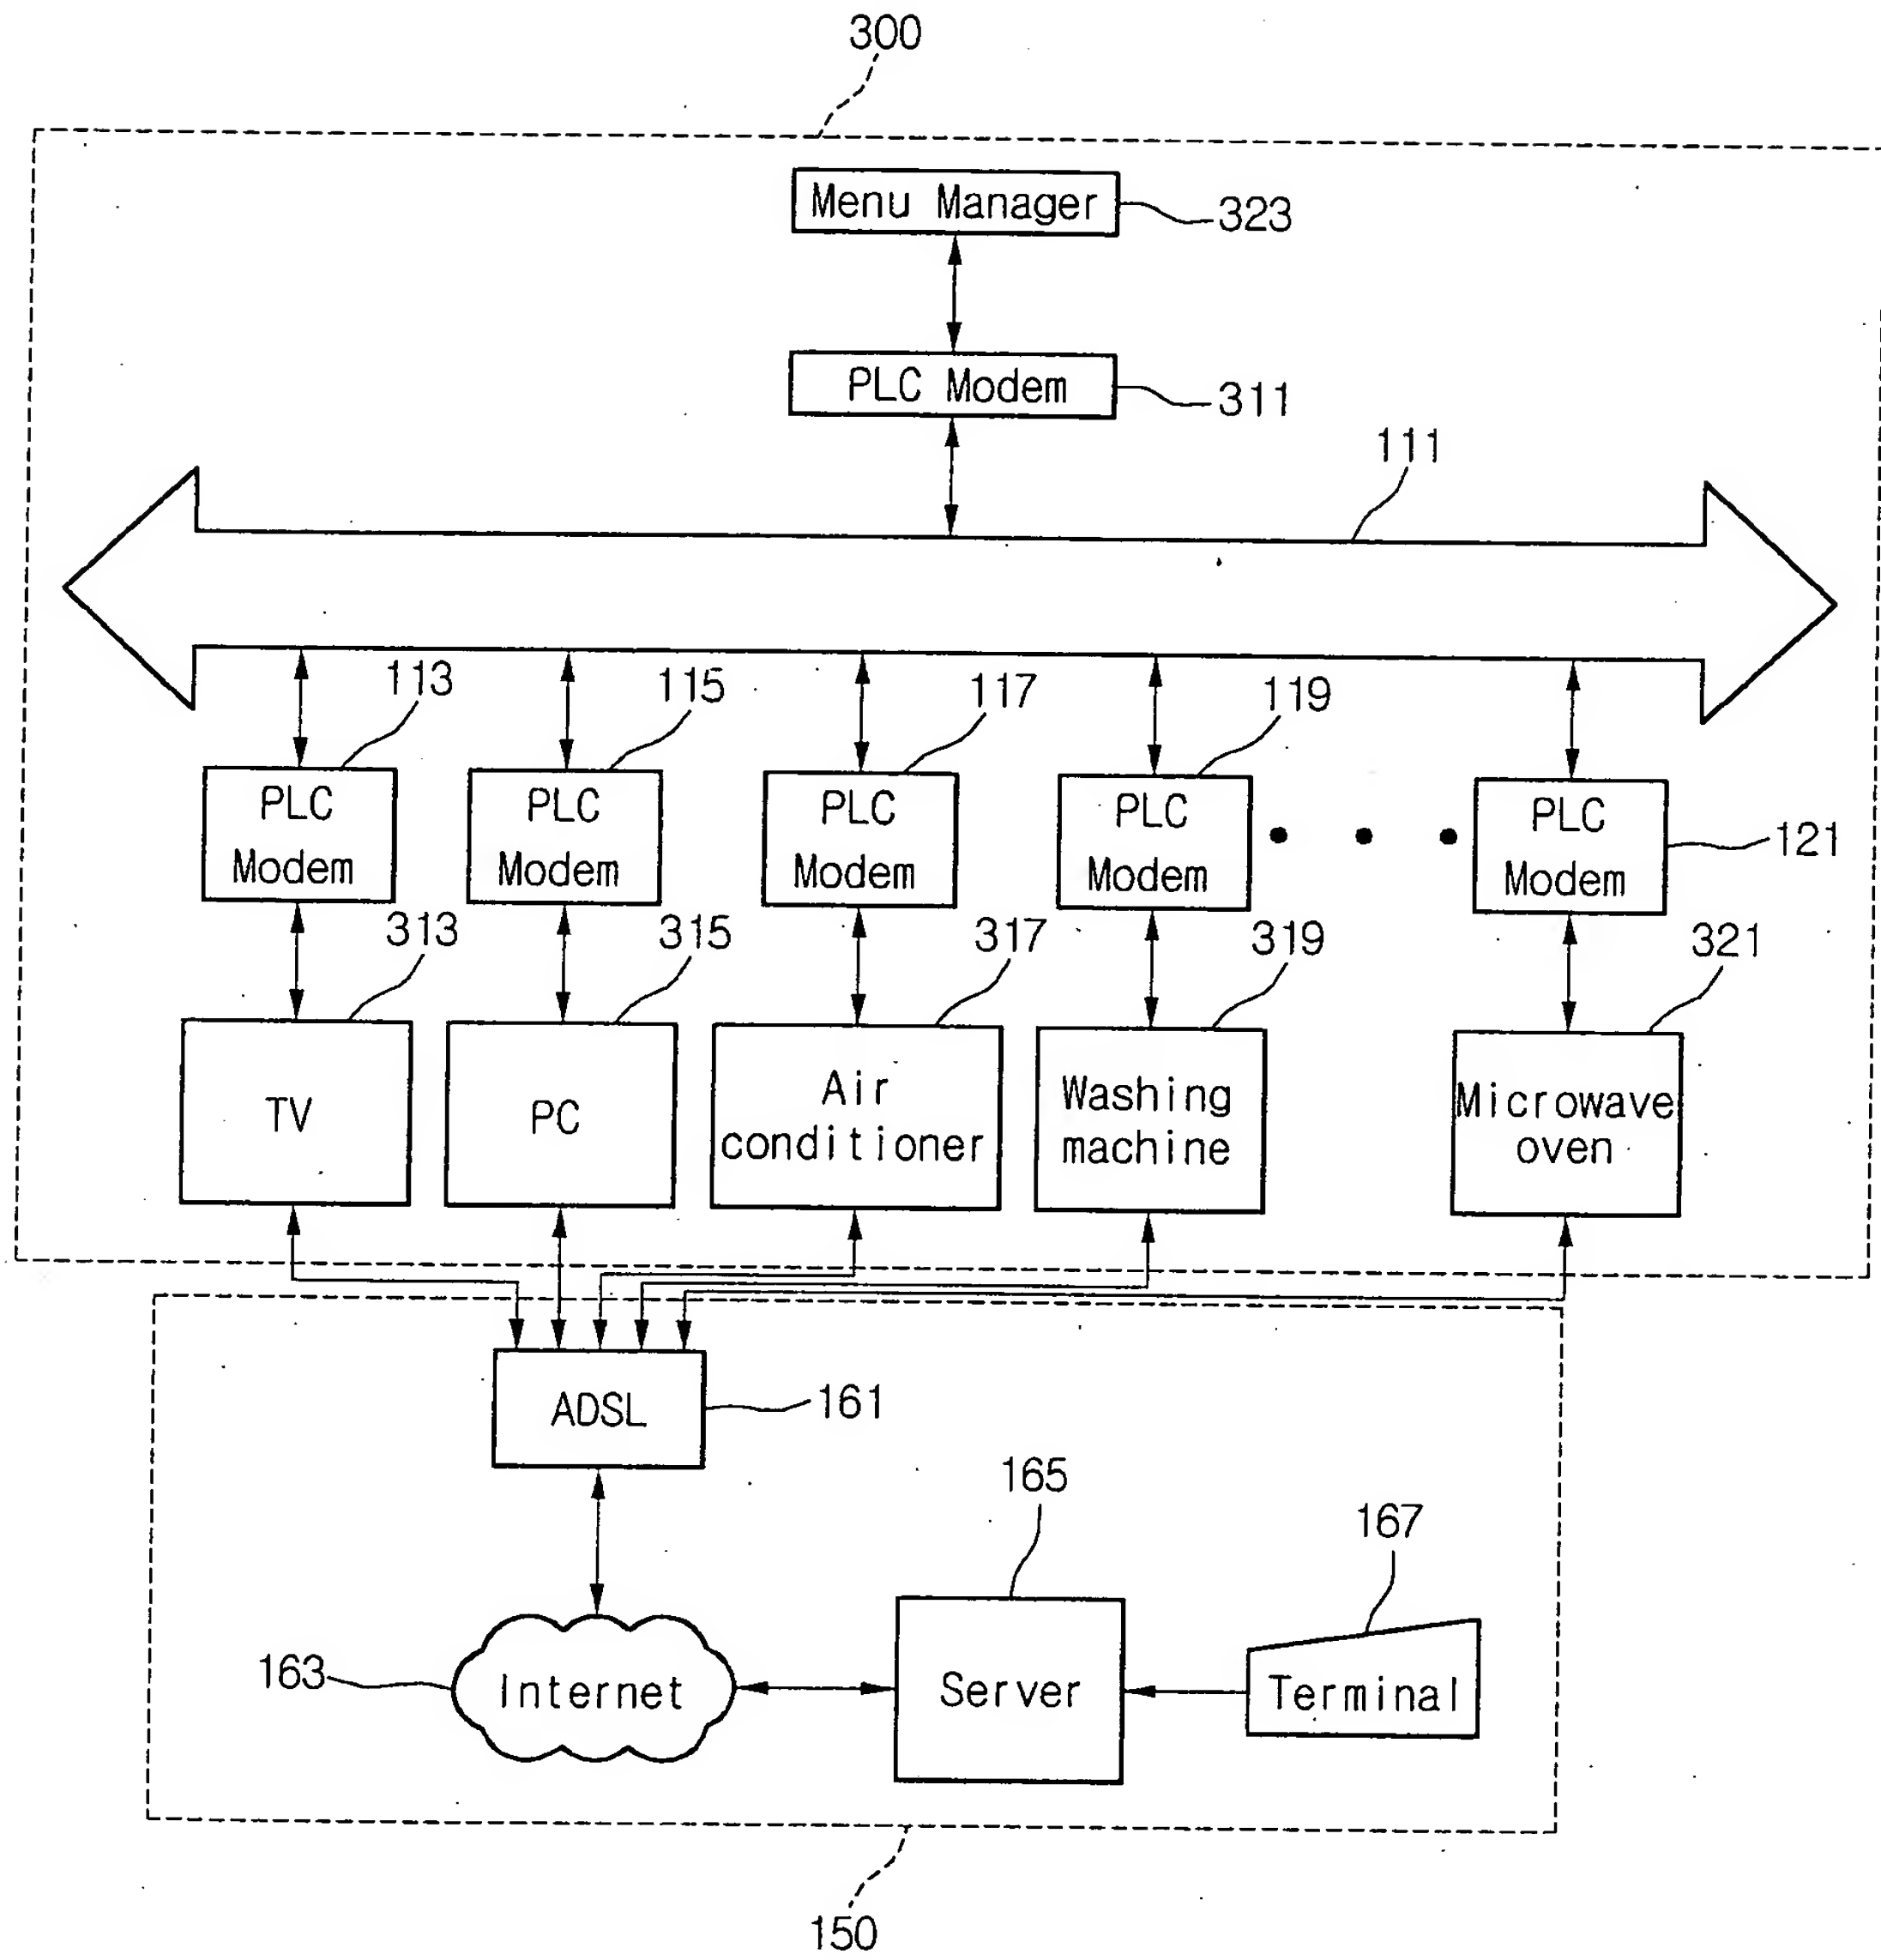 300
Menu Manager
323
PLC Modem
311
111
113
115
117
119
PLC
Modem
PLC
Modem
PLC
Modem
PLC
Modem
PLC
Modem
121
313
315
317
319
321
TV
PC
Air
conditioner
Washing
machine
Microwave
oven
ADSL
161
165
167
163
Internet
Server
Terminal
150